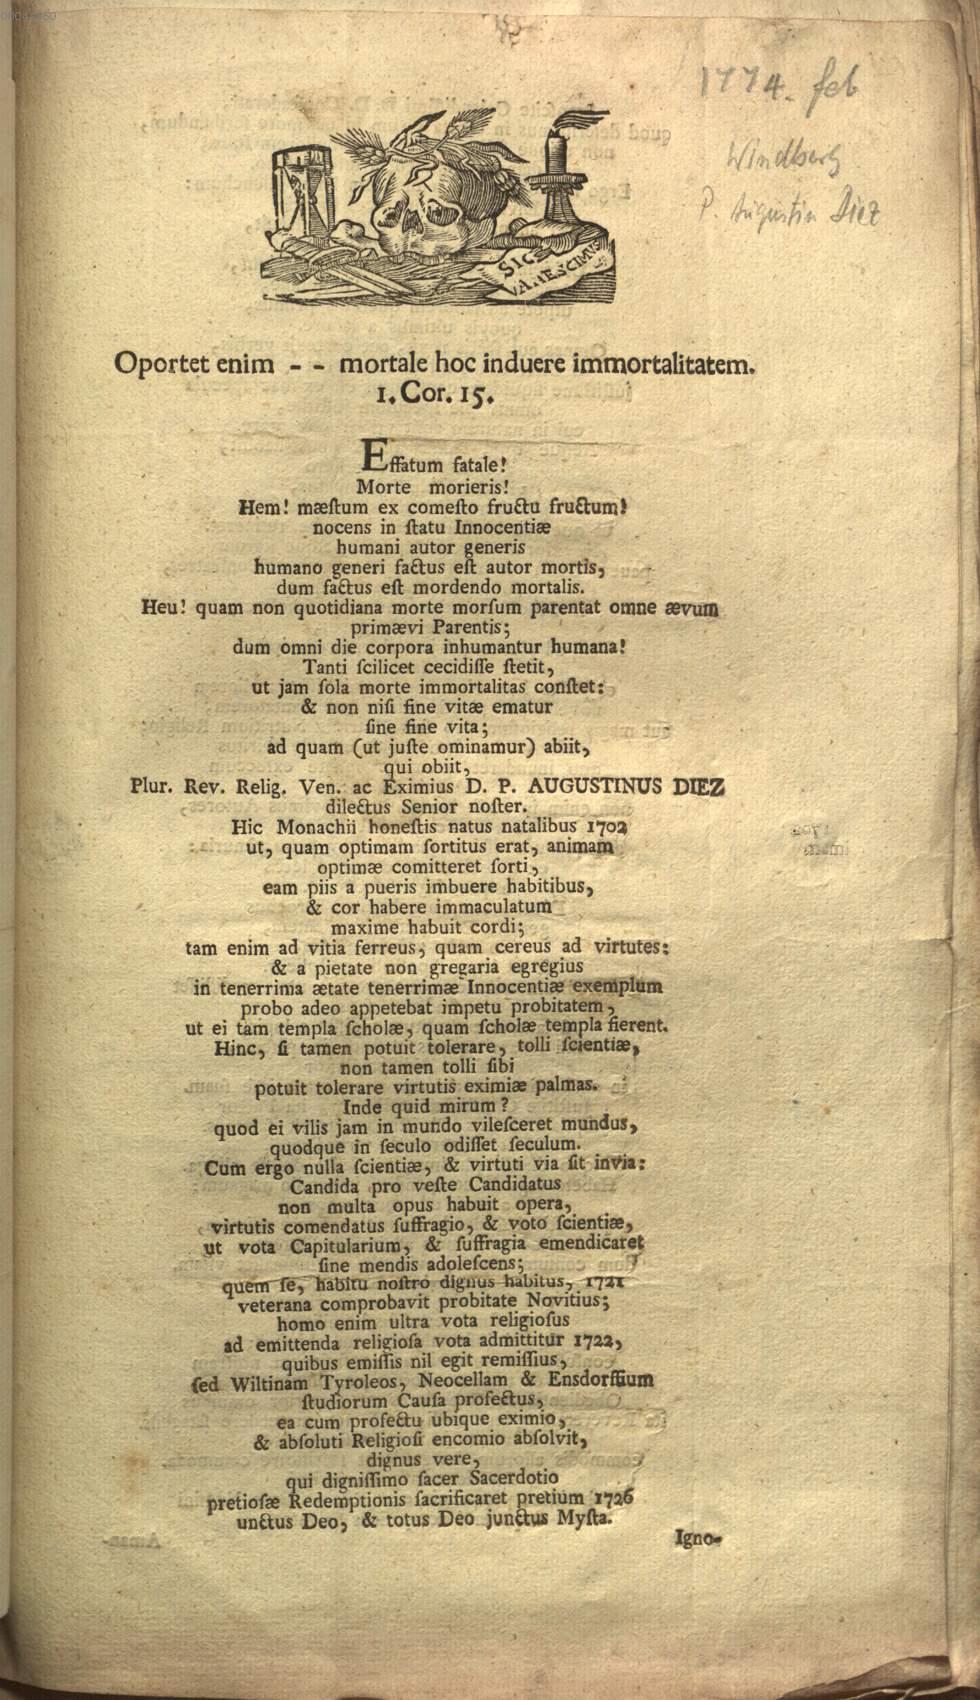 1774. feb
Windberg
P. Augustin Diez
SIC
VANESCIMUS
Oportet enim - - mortale hoc induere immortalitatem.
1. Cor. 15.
Effatum fatale!
Morte morieris!
Hem! mæſtum ex comeſto fructu fructum!
nocens in ſtatu Innocentiæ
humani autor generis
humano generi factus eſt autor mortis,
dum factus eſt mordendo mortalis.
Heu! quam non quotidiana morte morſum parentat omne ævum
primævi Parentis;
dum omni die corpora inhumantur humana!
Tanti ſcilicet cecidiſſe ſtetit,
ut jam ſola morte immortalitas conſtet:
& non niſi fine vitæ ematur
ſine fine vita;
ad quam (ut juſte ominamur) abiit,
qui obiit,
Plur. Rev. Relig. Ven. ac Eximius D. P. AUGUSTINUS DIEZ
dilectus Senior noſter.
Hic Monachii honeſtis natus natalibus 1702
ut, quam optimam ſortitus erat, animam
optimæ comitteret ſorti,
eam piis a pueris imbuere habitibus,
& cor habere immaculatum
maxime habuit cordi;
tam enim ad vitia ferreus, quam cereus ad virtutes:
& a pietate non gregaria egregius
in tenerrima ætate tenerrimæ Innocentiæ exemplum
probo adeo appetebat impetu probitatem,
ut ei tam templa ſcholæ, quam ſcholæ templa fierent.
Hinc, ſi tamen potuit tolerare, tolli ſcientiæ,
non tamen tolli ſibi
potuit tolerare virtutis eximiæ palmas.
Inde quid mirum?
quod ei vilis jam in mundo vileſceret mundus,
quodque in ſeculo odiſſet ſeculum.
Cum ergo nulla ſcientiæ, & virtuti via ſit invia:
Candida pro veſte Candidatus
non multa opus habuit opera,
virtutis comendatus ſuffragio, & voto ſcientiæ,
ut vota Capitularium, & ſuffragia emendicaret
ſine mendis adoleſcens;
quem ſe, habitu noſtro dignus habitus, 1721
veterana comprobavit probitate Novitius;
homo enim ultra vota religioſus
ad emittenda religioſa vota admittitur 1722,
quibus emiſſis nil egit remiſſius,
ſed Wiltinam Tyroleos, Neocellam & Ensdorffium
ſtudiorum Cauſa profectus,
ea cum profectu ubique eximio,
& abſoluti Religioſi encomio abſolvit,
dignus vere,
qui digniſſimo ſacer Sacerdotio
pretioſæ Redemptionis ſacrificaret pretium 1726
unctus Deo, & totus Deo junctus Myſta.
Igno-